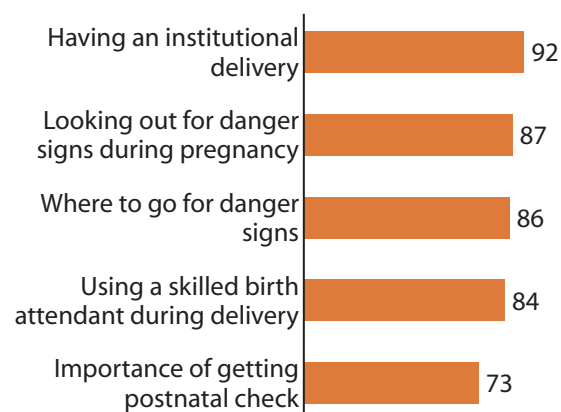 Having an institutional
delivery
92
Looking out for danger
signs during pregnancy
87
Where to go for danger
signs
86
Using a skilled birth
attendant during delivery
84
Importance of getting
postnatal check
73